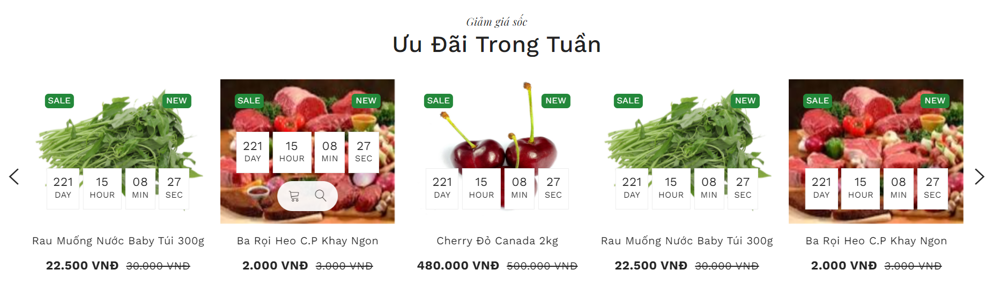 Giảm giá sốc
Ưu Đãi Trong Tuần
SALE NEW
221 15 08 27
DAY HOUR MIN SEC
Rau Muống Nước Baby Túi 300g
22.500 VNĐ 30.000 VNĐ
SALE NEW
221 15 08 27
DAY HOUR MIN SEC
Ba Rọi Heo C.P Khay Ngon
2.000 VNĐ 3.000 VNĐ
SALE NEW
221 15 08 27
DAY HOUR MIN SEC
Cherry Đỏ Canada 2kg
480.000 VNĐ 500.000 VNĐ
SALE NEW
221 15 08 27
DAY HOUR MIN SEC
Rau Muống Nước Baby Túi 300g
22.500 VNĐ 30.000 VNĐ
SALE NEW
221 15 08 27
DAY HOUR MIN SEC
Ba Rọi Heo C.P Khay Ngon
2.000 VNĐ 3.000 VNĐ